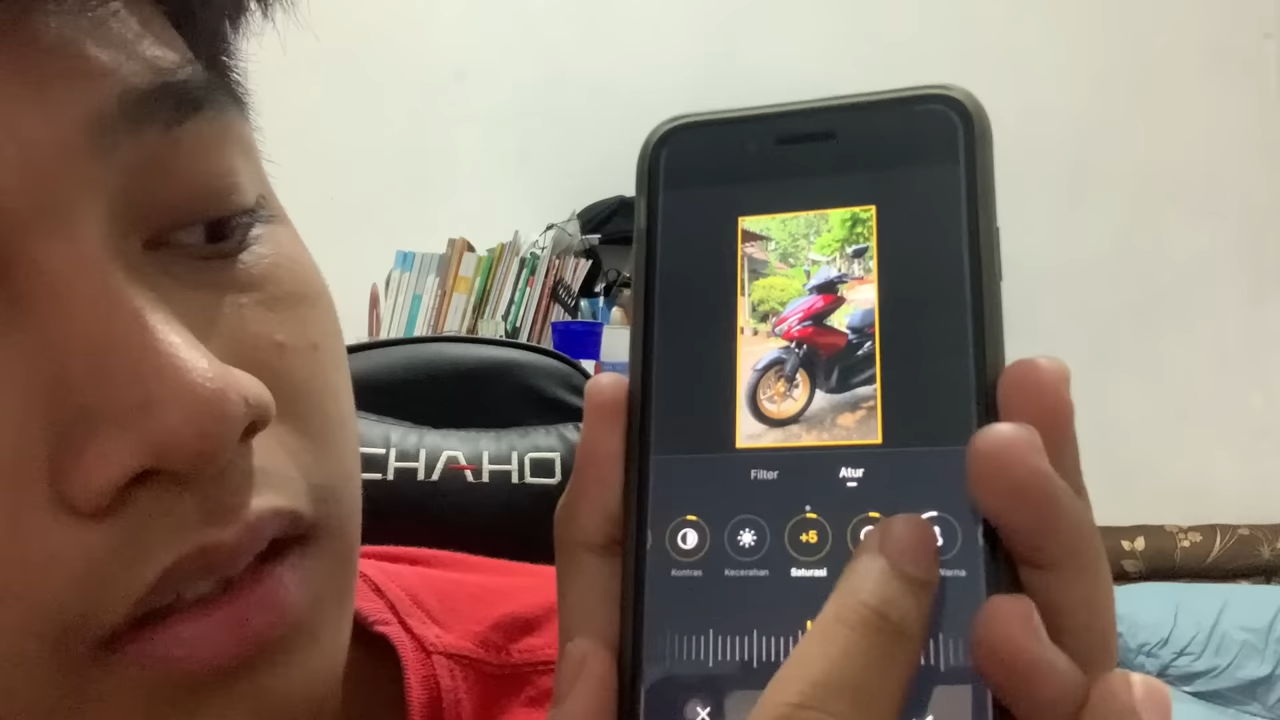 CHAHO
Filter
Atur
+5
Kontras
Kecerahan
Saturasi
Warna